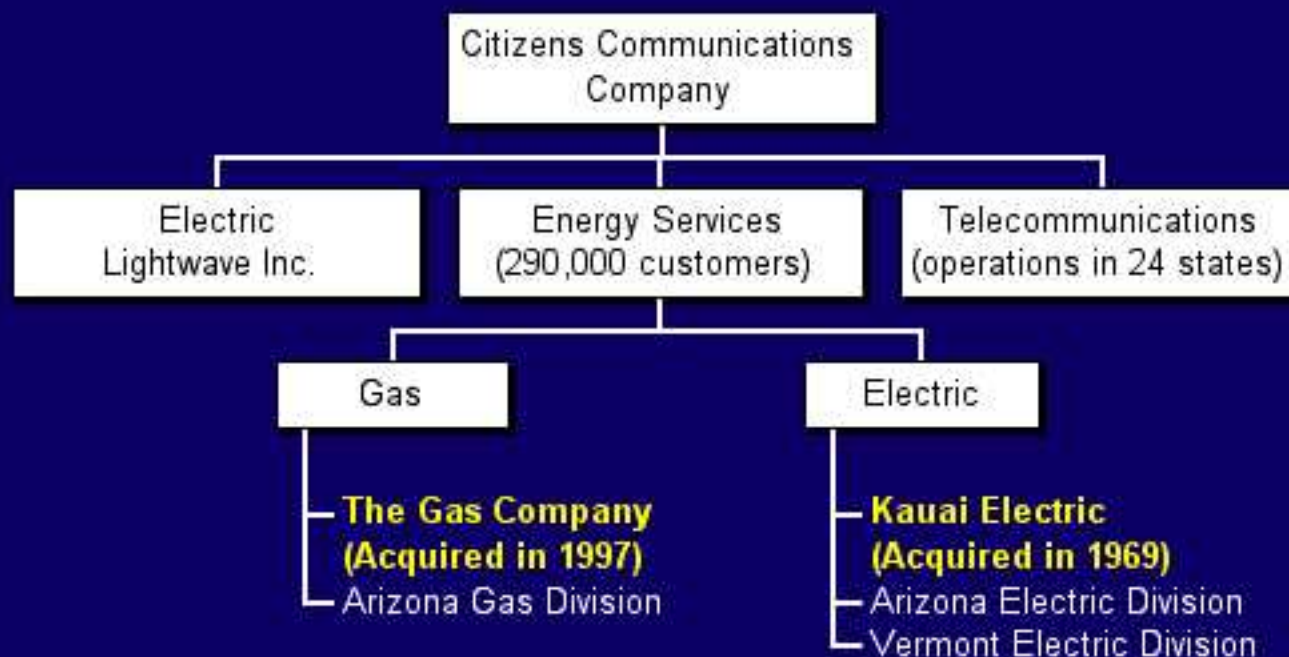 Citizens Communications
Company
Electric
Lightwave Inc.
Energy Services
(290,000 customers)
Telecommunications
(operations in 24 states)
Gas
Electric
The Gas Company
(Acquired in 1997)
Arizona Gas Division
Kauai Electric
(Acquired in 1969)
Arizona Electric Division
Vermont Electric Division